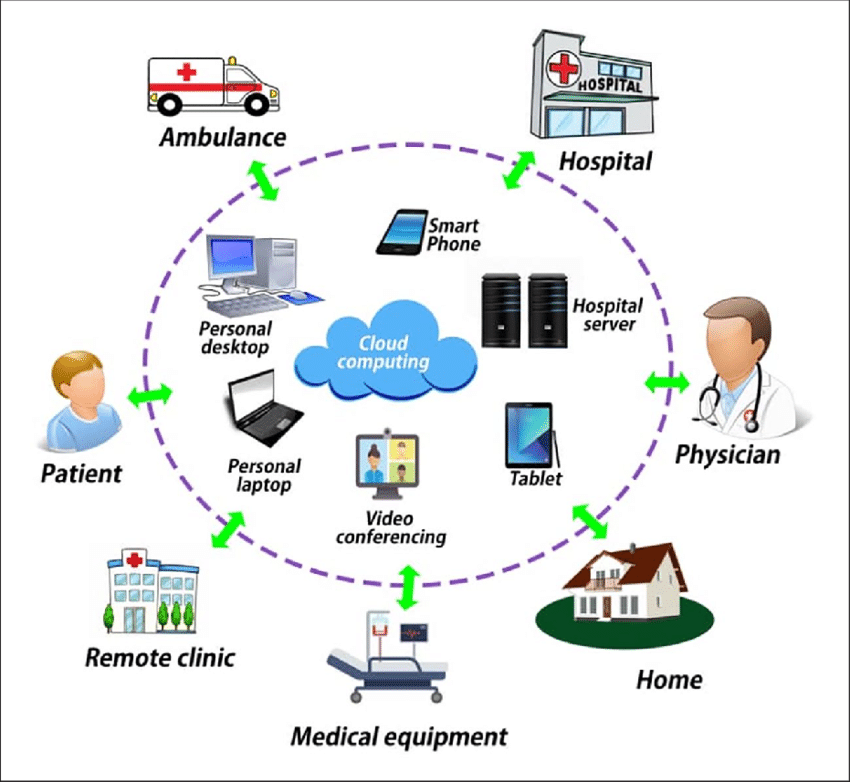 HOSPITAL
Ambulance
Hospital
Smart
Phone
Hospital
server
Personal
desktop
Cloud
computing
Patient
Physician
Personal
laptop
Tablet
Video
conferencing
Remote clinic
Home
Medical equipment